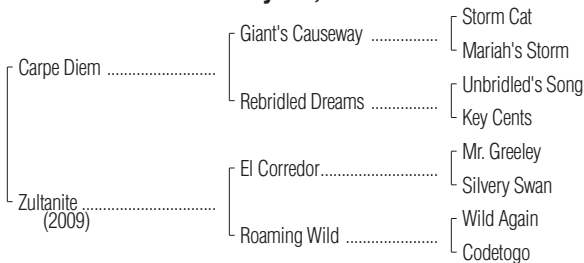 Storm Cat
Giant's Causeway ................
Mariah's Storm
Carpe Diem ..........................
Unbridled's Song
Rebridled Dreams ................
Key Cents
Mr. Greeley
El Corredor............................
Silvery Swan
Zultanite ................................
(2009)
Wild Again
Roaming Wild ......................
Codetogo